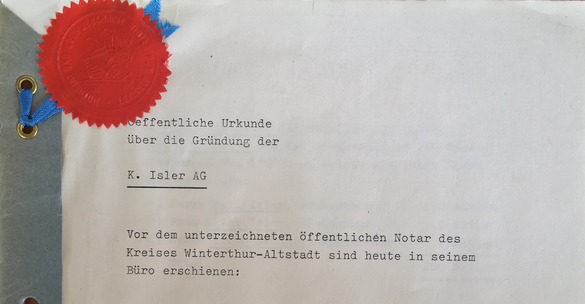 Oeffentliche Urkunde
über die Gründung der
K. Isler AG
Vor dem unterzeichneten öffentlichen Notar des
Kreises Winterthur-Altstadt sind heute in seinem
Büro erschienen: